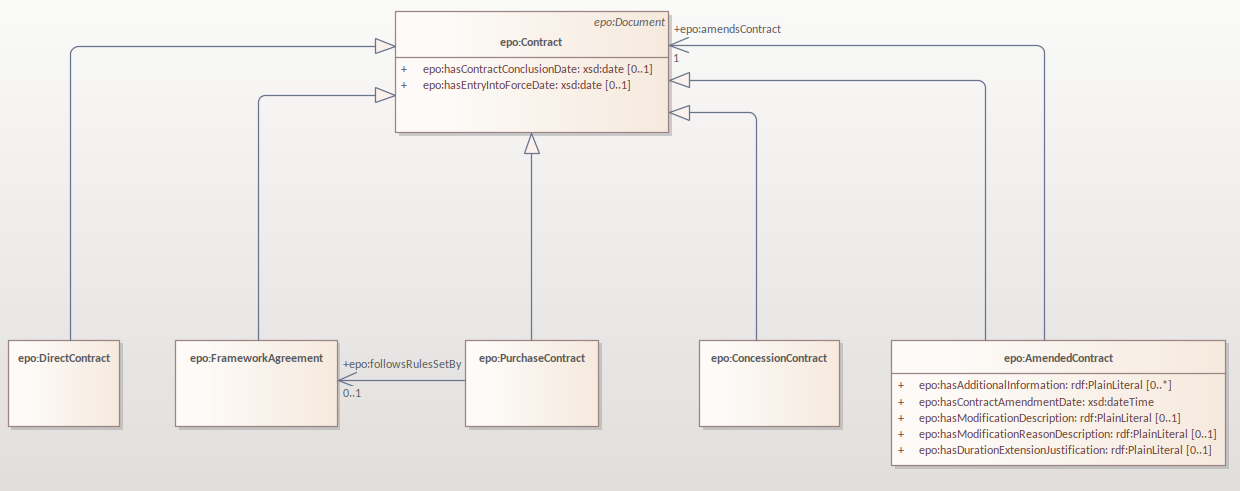 epo:Document
epo:Contract
+ epo:hasContractConclusionDate: xsd:date [0..1]
+ epo:hasEntryIntoForceDate: xsd:date [0..1]
+epo:amendsContract
1
epo:DirectContract
epo:FrameworkAgreement
+epo:followsRulesSetBy
0..1
epo:PurchaseContract
epo:ConcessionContract
epo:AmendedContract
+ epo:hasAdditionalInformation: rdf:PlainLiteral [0..*]
+ epo:hasContractAmendmentDate: xsd:dateTime
+ epo:hasModificationDescription: rdf:PlainLiteral [0..1]
+ epo:hasModificationReasonDescription: rdf:PlainLiteral [0..1]
+ epo:hasDurationExtensionJustification: rdf:PlainLiteral [0..1]